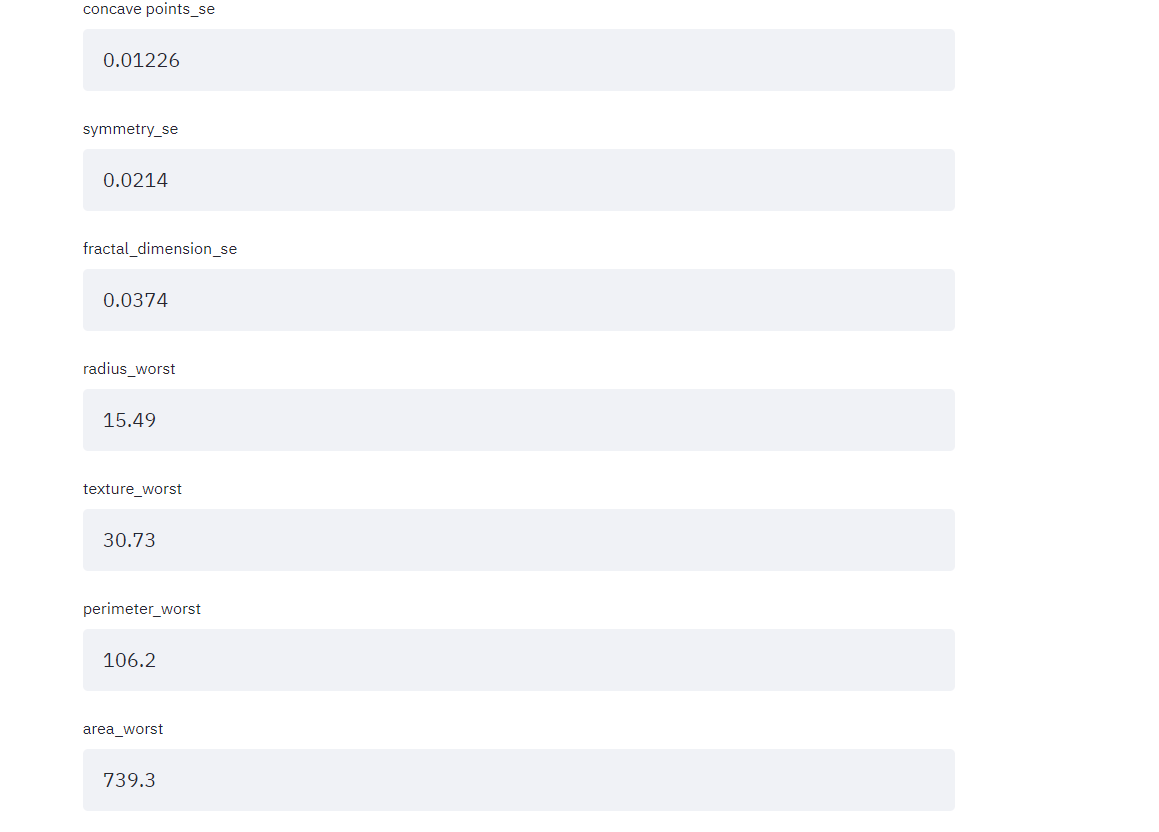 concave points_se
0.01226
symmetry_se
0.0214
fractal_dimension_se
0.0374
radius_worst
15.49
texture_worst
30.73
perimeter_worst
106.2
area_worst
739.3